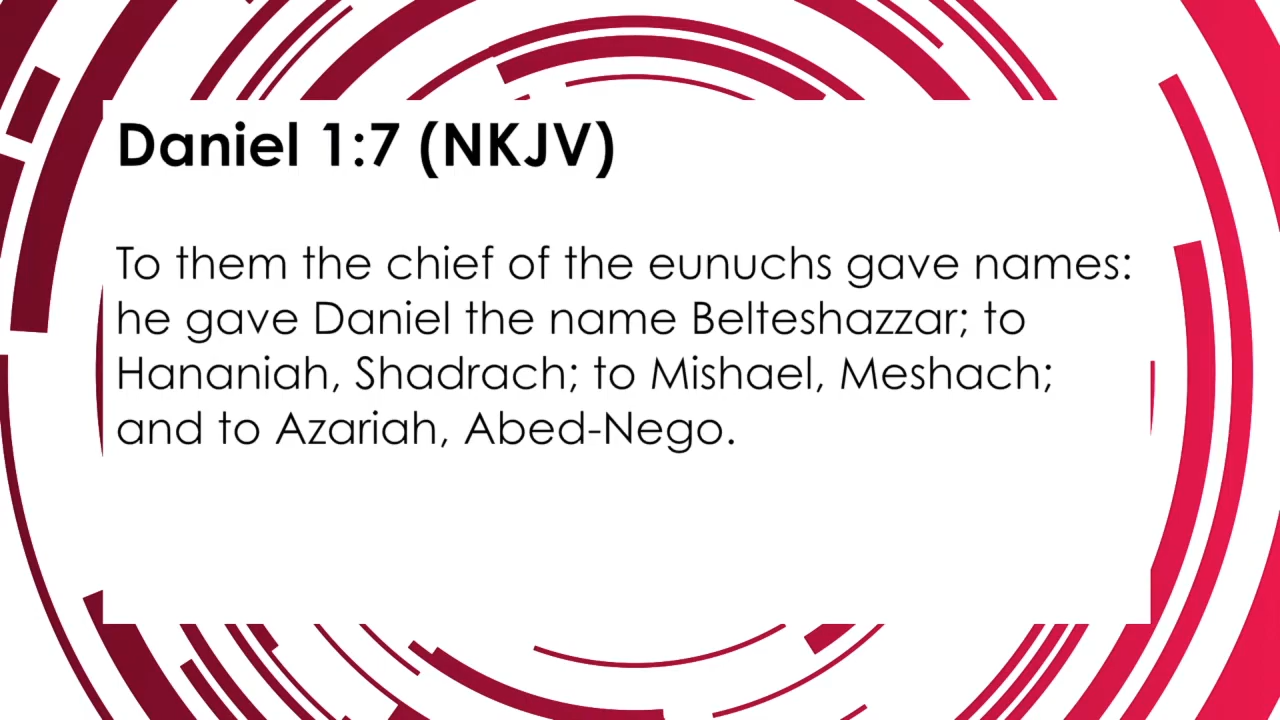 Daniel 1:7 (NKJV)
To them the chief of the eunuchs gave names:
he gave Daniel the name Belteshazzar; to
Hananiah, Shadrach; to Mishael, Meshach;
and to Azariah, Abed-Nego.